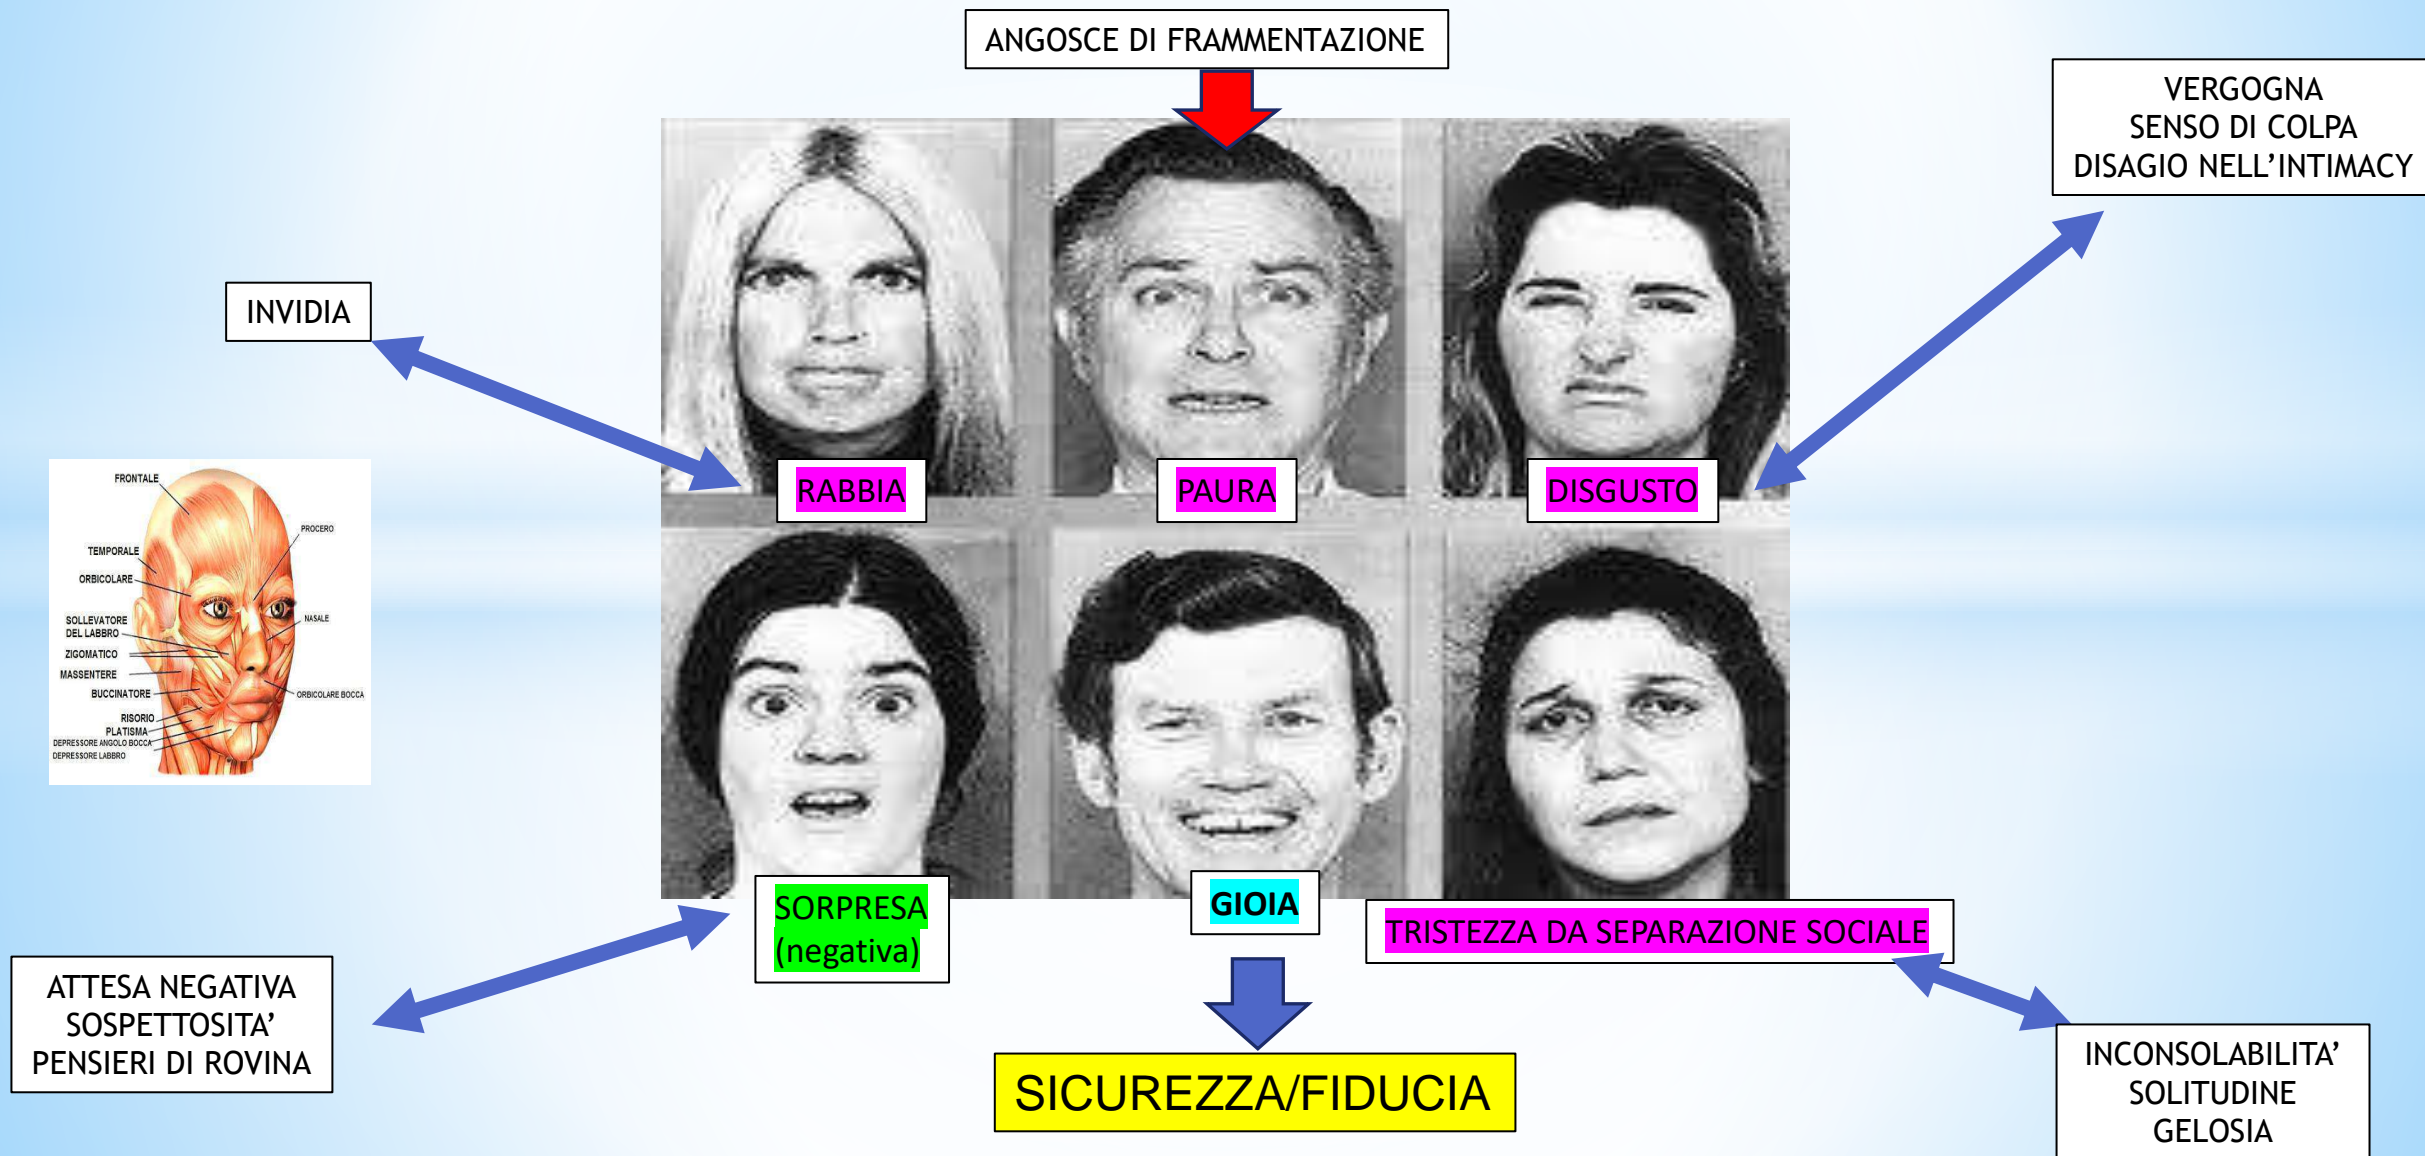 ANGOSCE DI FRAMMENTAZIONE
VERGOGNA
SENSO DI COLPA
DISAGIO NELL’INTIMACY
INVIDIA
RABBIA
PAURA
DISGUSTO
FRONTALE
PROCERO
TEMPORALE
ORBICOLARE
SOLLEVATORE
DEL LABBRO
NASALE
ZIGOMATICO
MASSENTERE
BUCCINATORE
ORBICOLARE BOCCA
RISORIO
PLATISMA
DEPRESSORE ANGOLO BOCCA
DEPRESSORE LABBRO
SORPRESA
(negativa)
GIOIA
TRISTEZZA DA SEPARAZIONE SOCIALE
ATTESA NEGATIVA
SOSPETTOSITA’
PENSIERI DI ROVINA
SICUREZZA/FIDUCIA
INCONSOLABILITA’
SOLITUDINE
GELOSIA